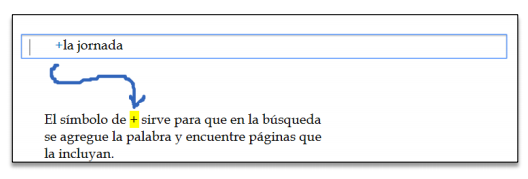 +la jornada
El símbolo de + sirve para que en la búsqueda
se agregue la palabra y encuentre páginas que
la incluyan.